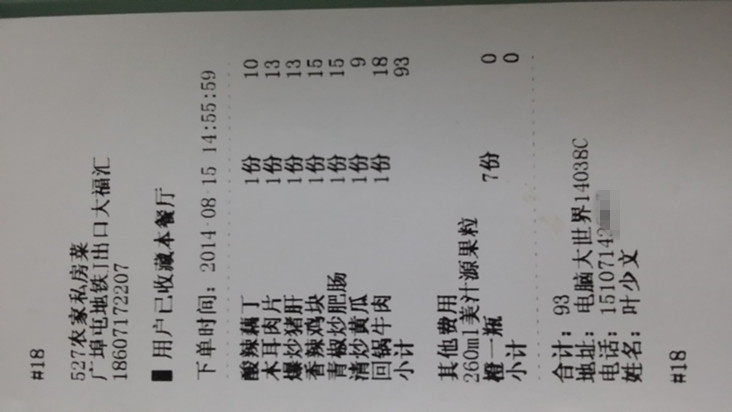 #18
527农家私房菜
广埠屯地铁J出口大福汇
18607172207
■ 用户已收藏本餐厅
下单时间：2014-08-15 14:55:59
酸辣藕丁 1份 10
木耳肉片 1份 13
爆炒猪肝 1份 13
香辣鸡块 1份 15
青椒炒肥肠 1份 15
清炒黄瓜 1份 9
回锅牛肉 1份 18
小计 93
其他费用
260ml美汁源果粒 7份 0
橙一瓶
小计 0
合计：93
地址：电脑大世界14038C
电话：15107142
姓名：叶少文
#18